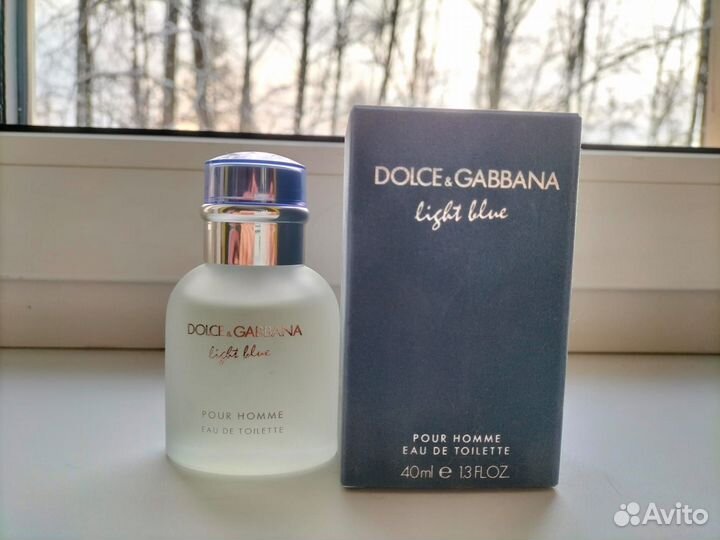 DOLCE & GABBANA
light blue
POUR HOMME
EAU DE TOILETTE
DOLCE & GABBANA
light blue
POUR HOMME
EAU DE TOILETTE
40ml e 1.3 FL.OZ.
Avito